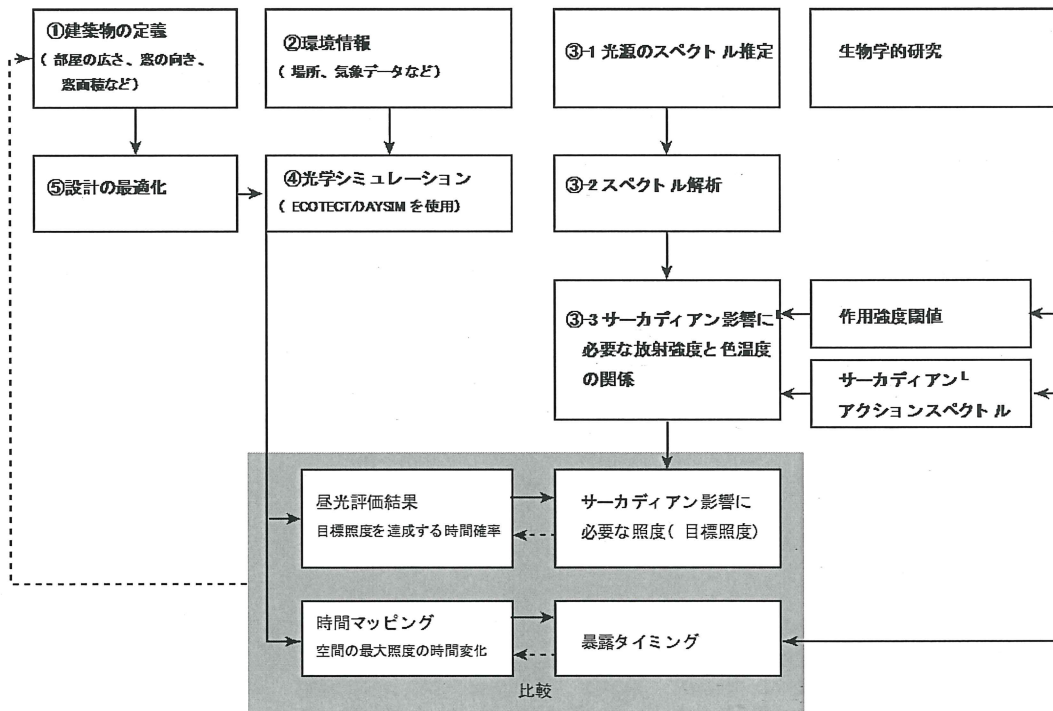 ①建築物の定義
( 部屋の広さ、窓の向き、
窓面積など)
②環境情報
( 場所、気象データなど)
③-1 光源のスペクトル推定
生物学的研究
⑤設計の最適化
④光学シミュレーション
( ECOTECT/DAYSIM を使用)
③-2 スペクトル解析
③-3 サーカディアン影響に
必要な放射強度と色温度
の関係
作用強度閾値
サーカディアン
アクションスペクトル
昼光評価結果
目標照度を達成する時間確率
サーカディアン影響に
必要な照度( 目標照度)
時間マッピング
空間の最大照度の時間変化
暴露タイミング
比較